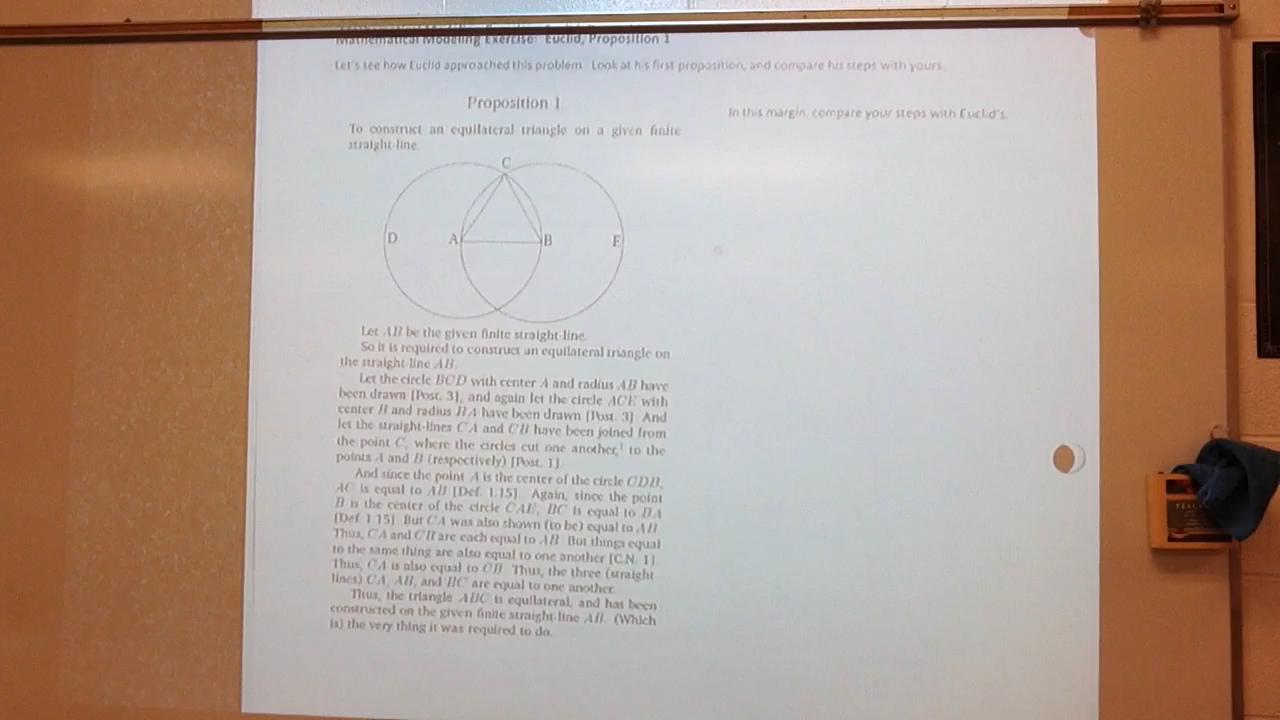 Mathematical Modeling Exercise: Euclid, Proposition 1
Let's see how Euclid approached this problem. Look at his first proposition, and compare his steps with yours.
Proposition 1
In this margin, compare your steps with Euclid's.
To construct an equilateral triangle on a given finite
straight-line.
C
D
A
B
E
Let AB be the given finite straight-line.
So it is required to construct an equilateral triangle on
the straight-line AB.
Let the circle BCD with center A and radius AB have
been drawn [Post. 3], and again let the circle ACE with
center B and radius BA have been drawn [Post. 3]. And
let the straight-lines CA and CB have been joined from
the point C, where the circles cut one another,¹ to the
points A and B (respectively) [Post. 1].
And since the point A is the center of the circle CDB,
AC is equal to AB [Def. 1.15]. Again, since the point
B is the center of the circle CAE, BC is equal to BA
[Def. 1.15]. But CA was also shown (to be) equal to AB.
Thus, CA and CB are each equal to AB. But things equal
to the same thing are also equal to one another [C.N. 1].
Thus, CA is also equal to CB. Thus, the three (straight
lines) CA, AB, and BC are equal to one another.
Thus, the triangle ABC is equilateral, and has been
constructed on the given finite straight-line AB. (Which
is) the very thing it was required to do.